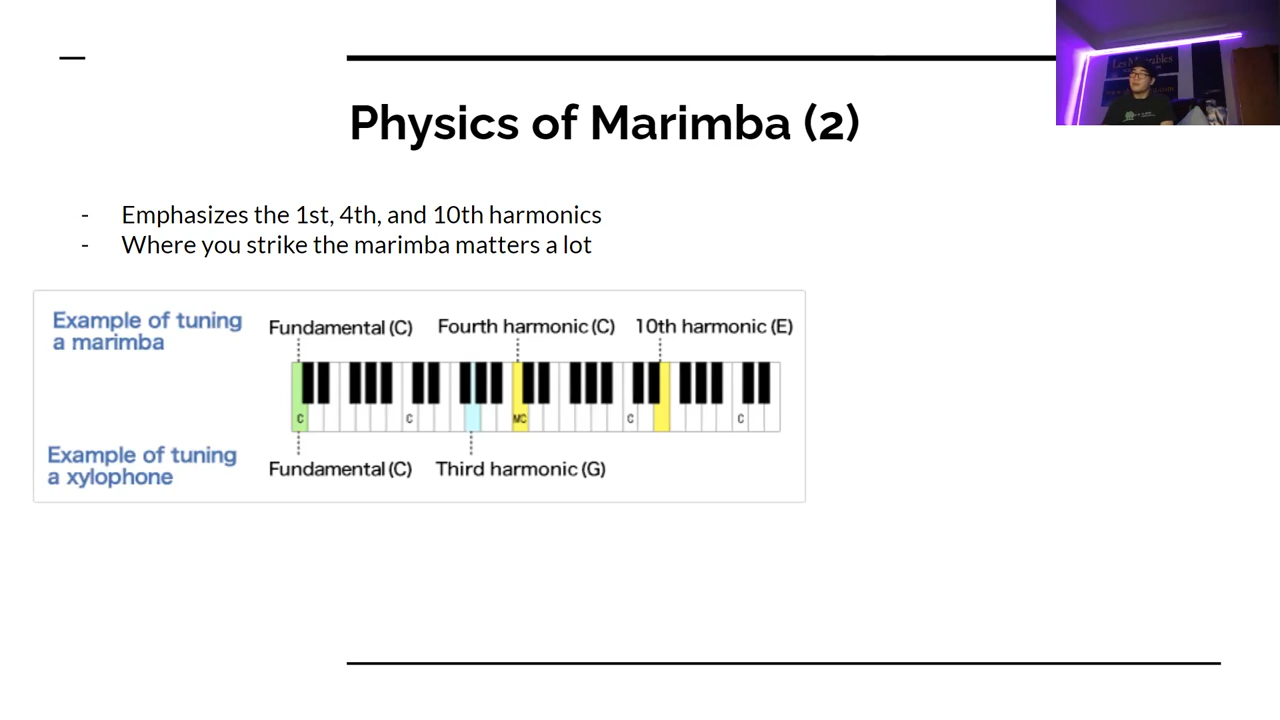 Physics of Marimba (2)
- Emphasizes the 1st, 4th, and 10th harmonics
- Where you strike the marimba matters a lot
Example of tuning
a marimba
Fundamental (C) Fourth harmonic (C) 10th harmonic (E)
C C MC C C
Example of tuning
a xylophone
Fundamental (C) Third harmonic (G)